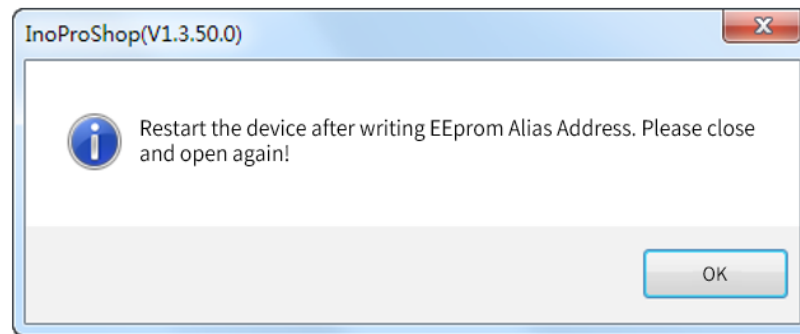 InoProShop(V1.3.50.0)
Restart the device after writing EEprom Alias Address. Please close
and open again!
OK